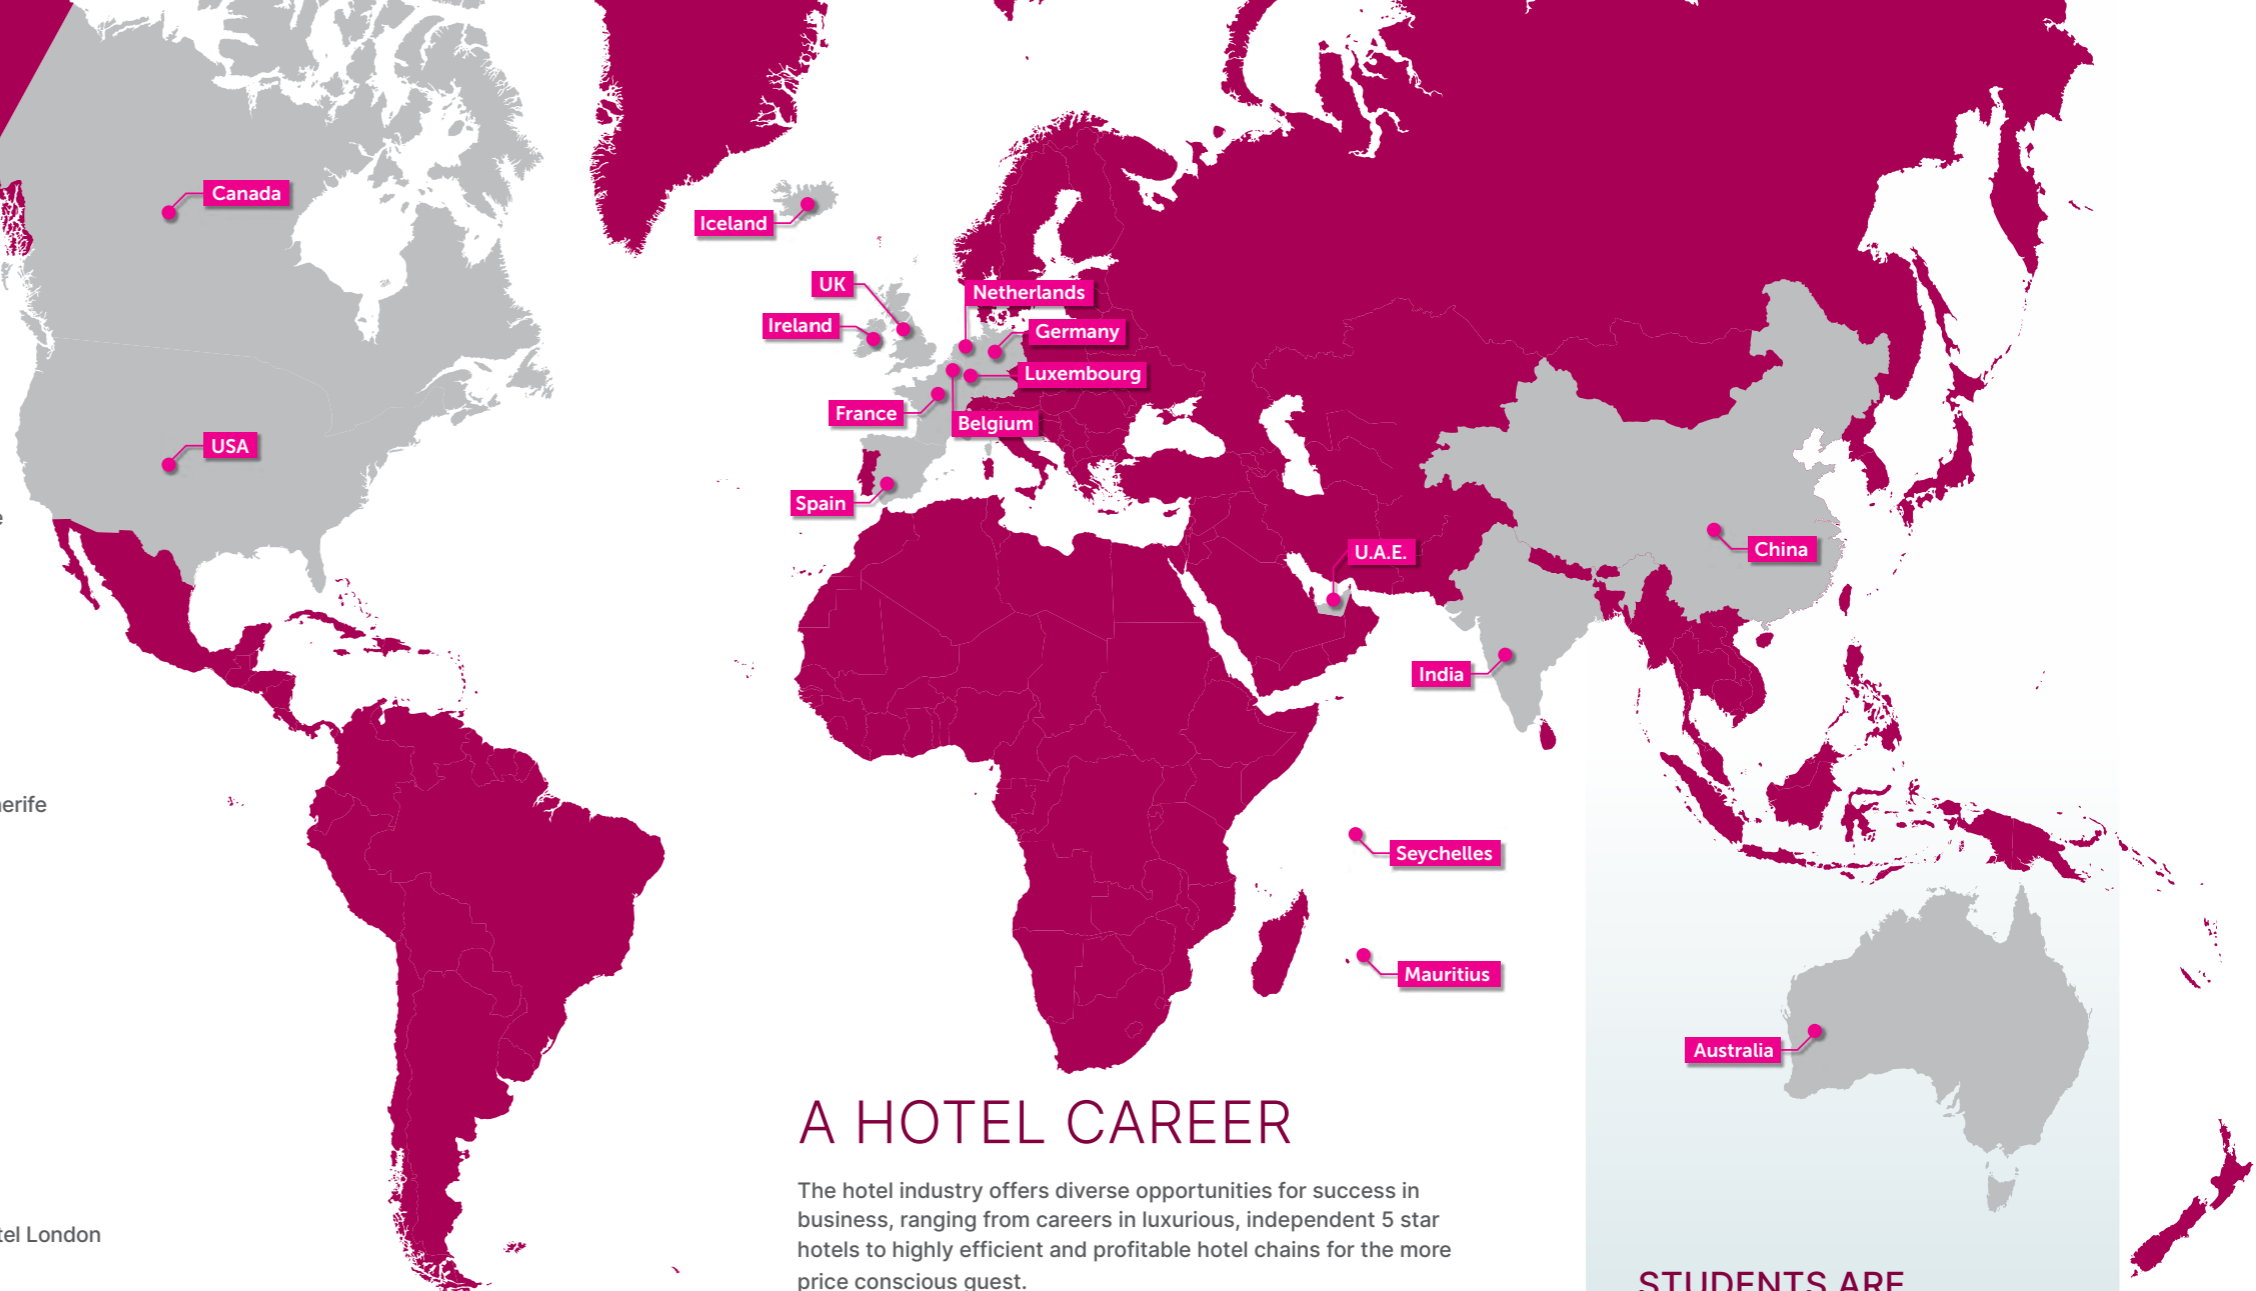 Canada
Iceland
UK
Netherlands
Ireland
Germany
Luxembourg
France
Belgium
USA
Spain
U.A.E.
China
India
erife
Seychelles
Mauritius
Australia
A HOTEL CAREER
The hotel industry offers diverse opportunities for success in
business, ranging from careers in luxurious, independent 5 star
hotels to highly efficient and profitable hotel chains for the more
price conscious guest.
tel London
STUDENTS ARE